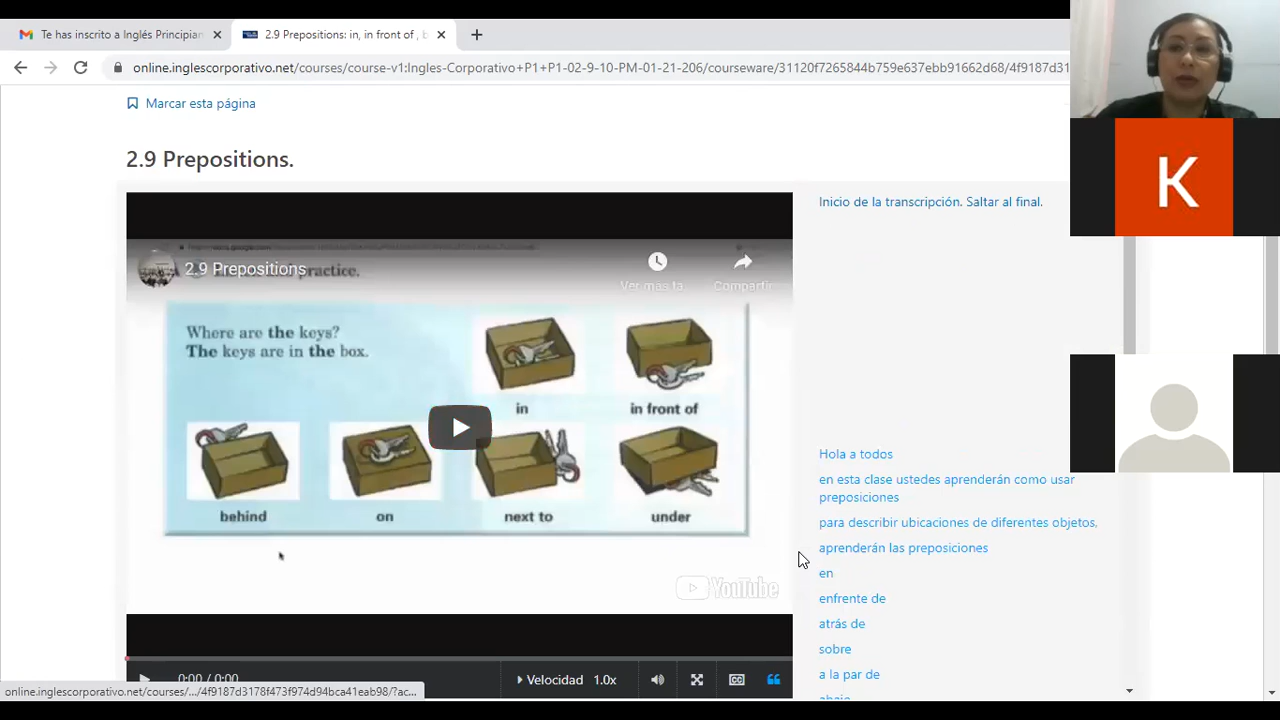 Te has inscrito a Inglés Principian
2.9 Prepositions: in, in front of , b
online.inglescorporativo.net/courses/course-v1:Ingles-Corporativo+P1+P1-02-9-10-PM-01-21-206/courseware/31120f7265844b759e637ebb91662d68/4f9187d31
Marcar esta página
2.9 Prepositions.
2.9 Prepositions
practice.
Ver más ta
Compartir
Where are the keys?
The keys are in the box.
in
in front of
behind
on
next to
under
YouTube
0:00 / 0:00
Velocidad 1.0x
Inicio de la transcripción. Saltar al final.
Hola a todos
en esta clase ustedes aprenderán como usar
preposiciones
para describir ubicaciones de diferentes objetos,
aprenderán las preposiciones
en
enfrente de
atrás de
sobre
a la par de
abajo
online.inglescorporativo.net/courses/.../4f9187d3178f473f974d94bca41eab98/?ac...
K